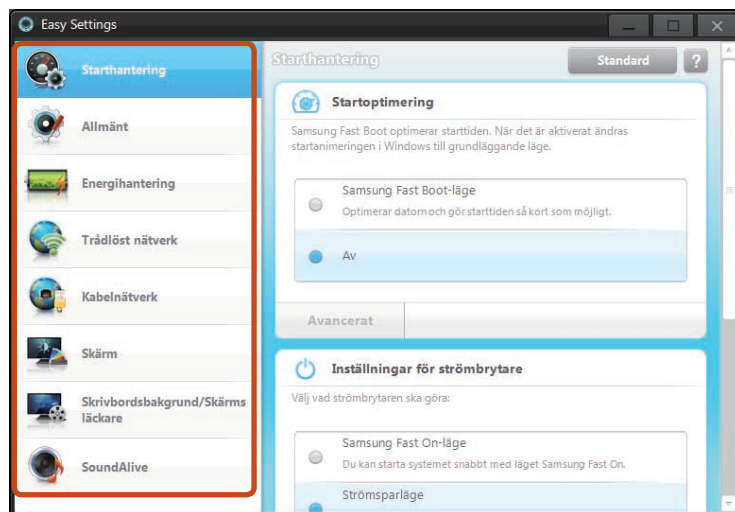 Easy Settings
Starthantering
Allmänt
Energihantering
Trådlöst nätverk
Kabelnätverk
Skärm
Skrivbordsbakgrund/Skärms
läckare
SoundAlive
Starthantering
Standard
?
Startoptimering
Samsung Fast Boot optimerar starttiden. När det är aktiverat ändras
startanimeringen i Windows till grundläggande läge.
Samsung Fast Boot-läge
Optimerar datorn och gör starttiden så kort som möjligt.
Av
Avancerat
Inställningar för strömbrytare
Välj vad strömbrytaren ska göra:
Samsung Fast On-läge
Du kan starta systemet snabbt med läget Samsung Fast On.
Strömsparläge